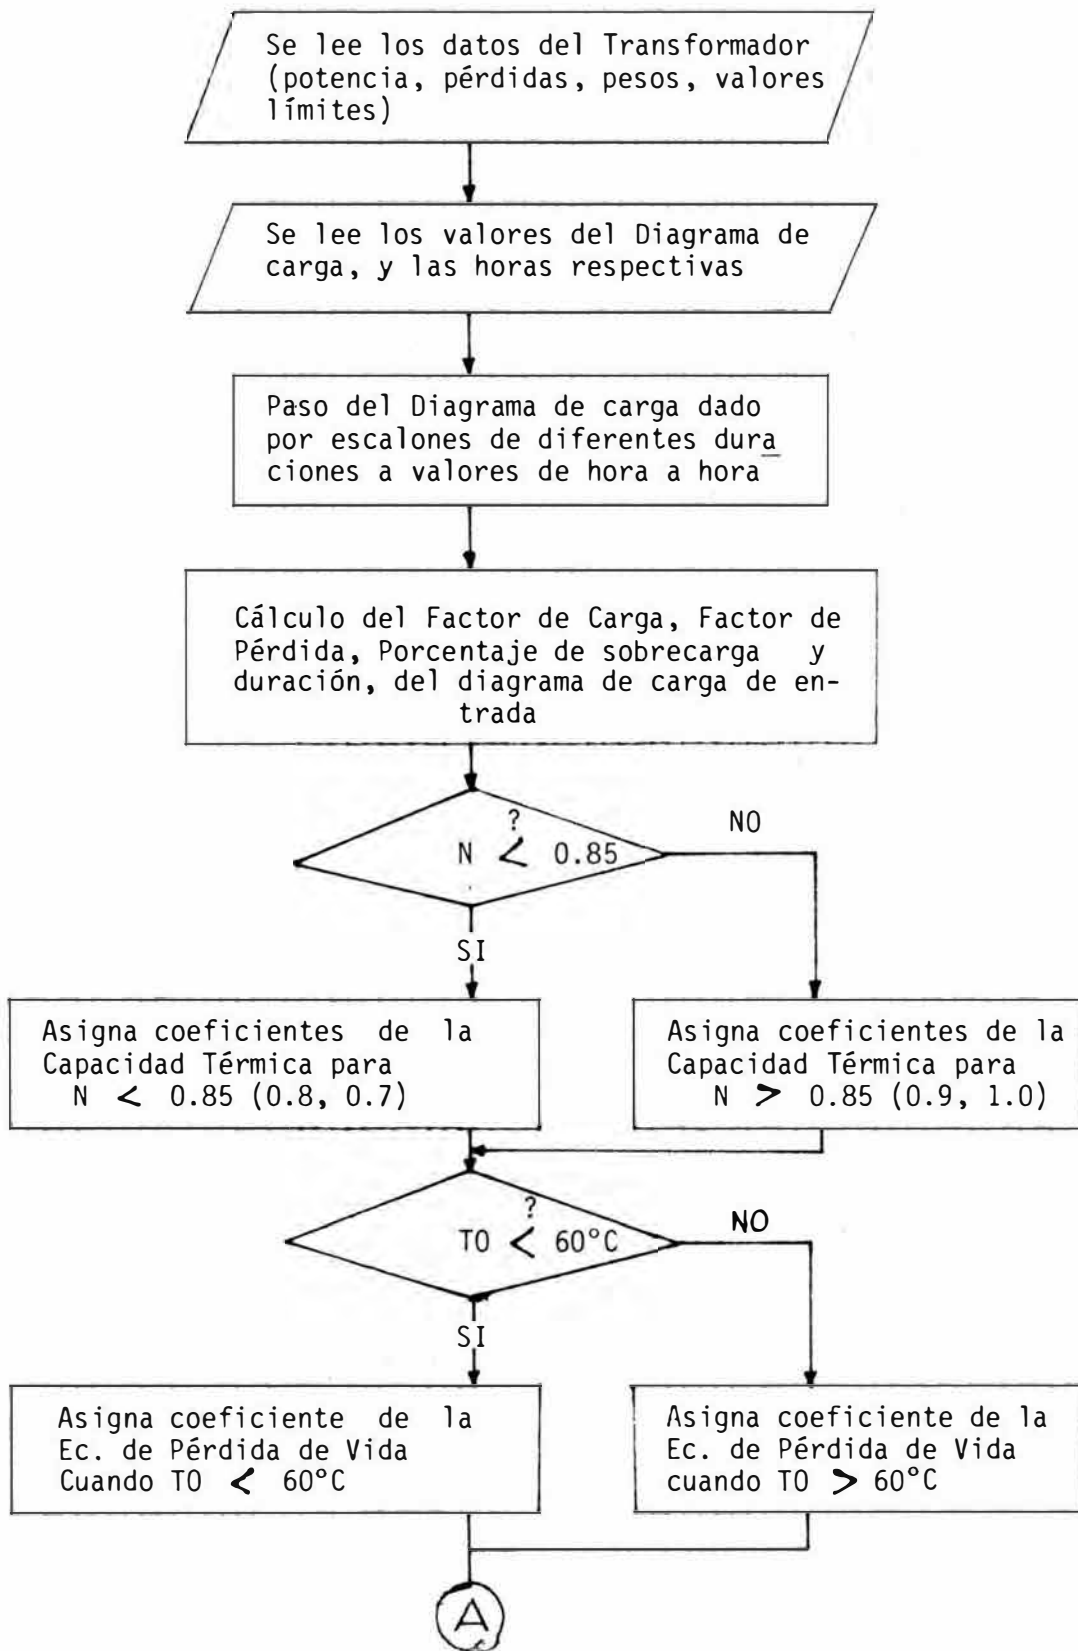 Se lee los datos del Transformador
(potencia, pérdidas, pesos, valores
límites)
Se lee los valores del Diagrama de
carga, y las horas respectivas
Paso del Diagrama de carga dado
por escalones de diferentes dura
ciones a valores de hora a hora
Cálculo del Factor de Carga, Factor de
Pérdida, Porcentaje de sobrecarga y
duración, del diagrama de carga de en-
trada
?
N < 0.85
NO
SI
Asigna coeficientes de la
Capacidad Térmica para
N < 0.85 (0.8, 0.7)
Asigna coeficientes de la
Capacidad Térmica para
N > 0.85 (0.9, 1.0)
?
TO < 60°C
NO
SI
Asigna coeficiente de la
Ec. de Pérdida de Vida
Cuando TO < 60°C
Asigna coeficiente de la
Ec. de Pérdida de Vida
cuando TO > 60°C
A